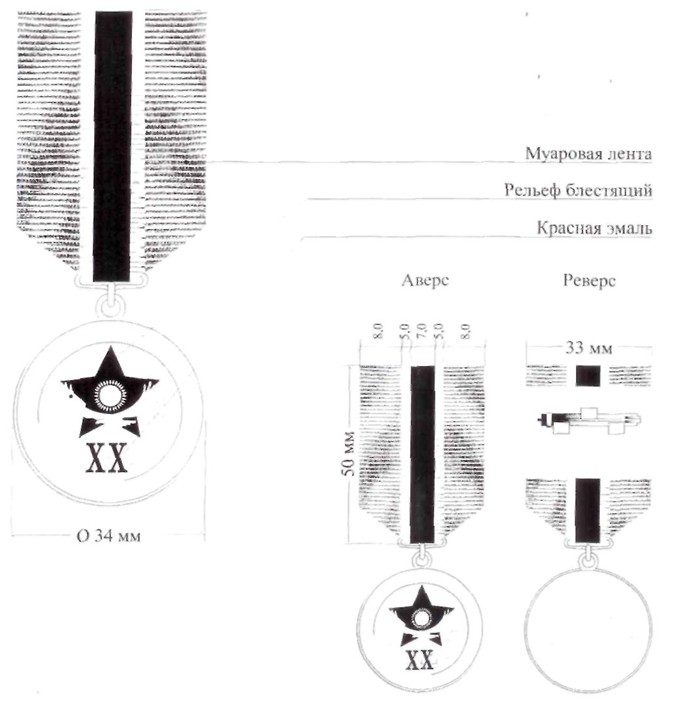 Муаровая лента
Рельеф блестящий
Красная эмаль
Аверс
Реверс
8,0
5,0
7,0
5,0
8,0
33 мм
50 мм
XX
O 34 мм
XX